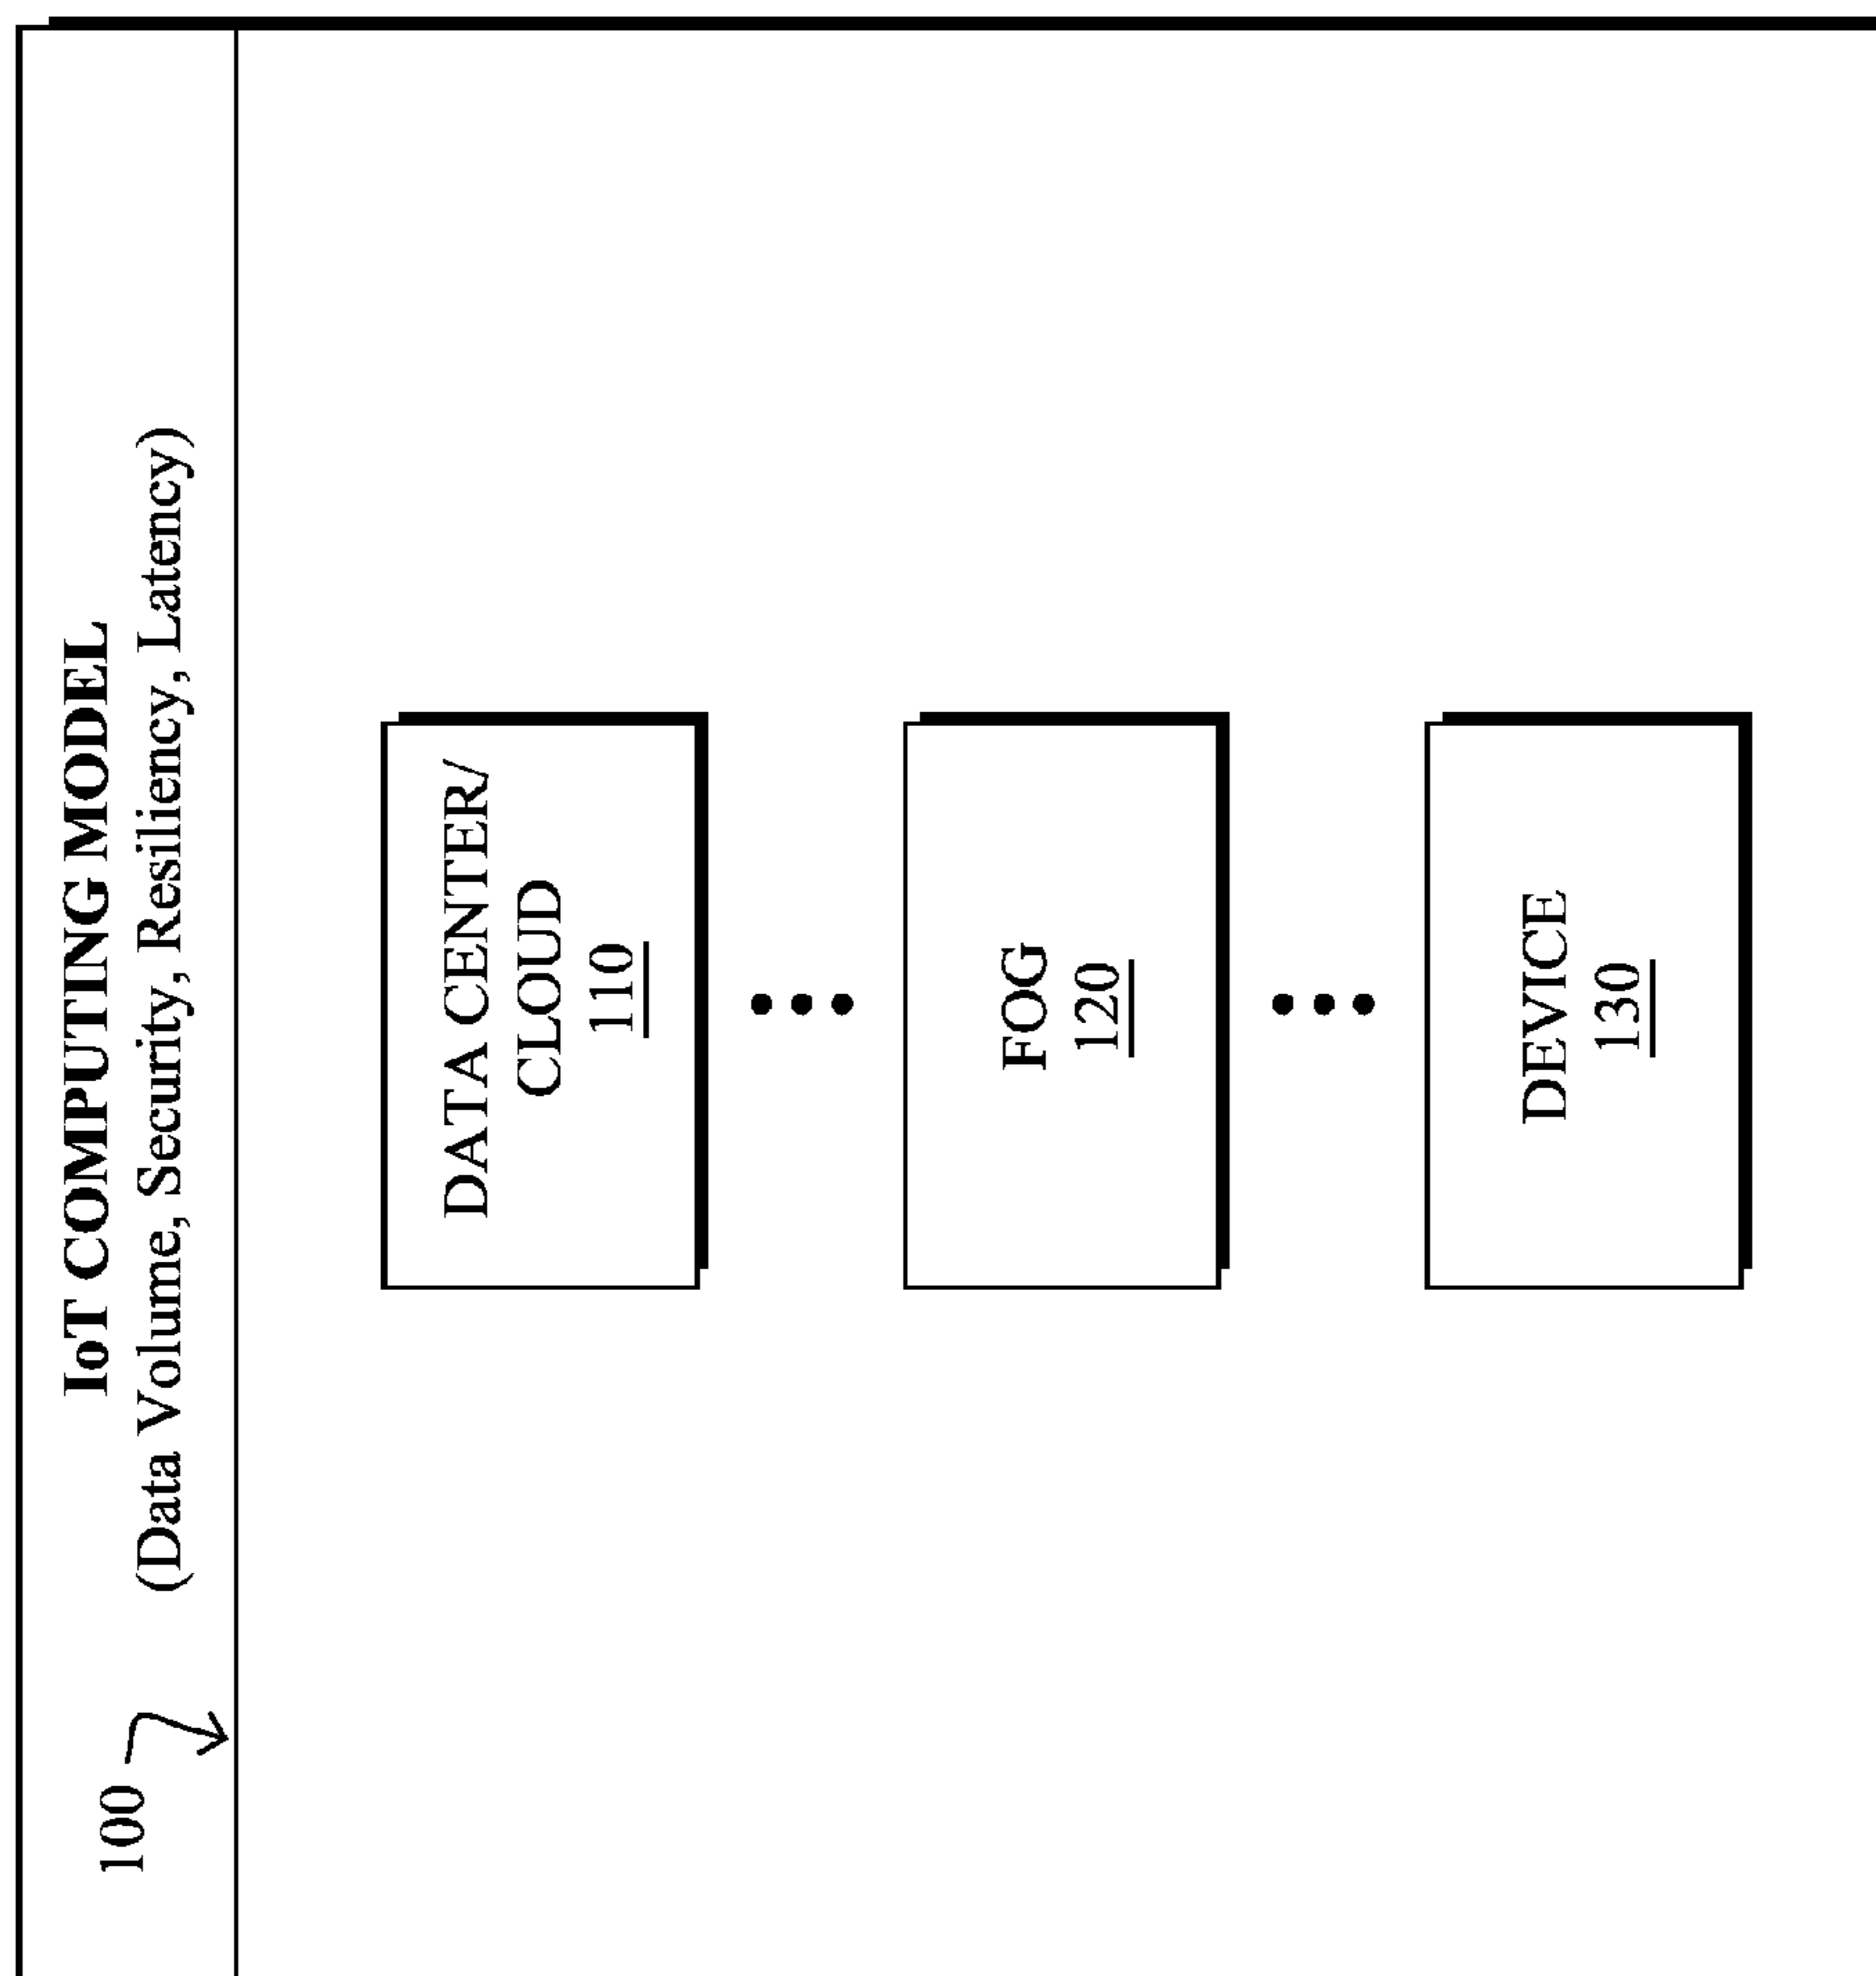 IoT COMPUTING MODEL
(Data Volume, Security, Resiliency, Latency)
100
DATA CENTER/
CLOUD
110
FOG
120
DEVICE
130